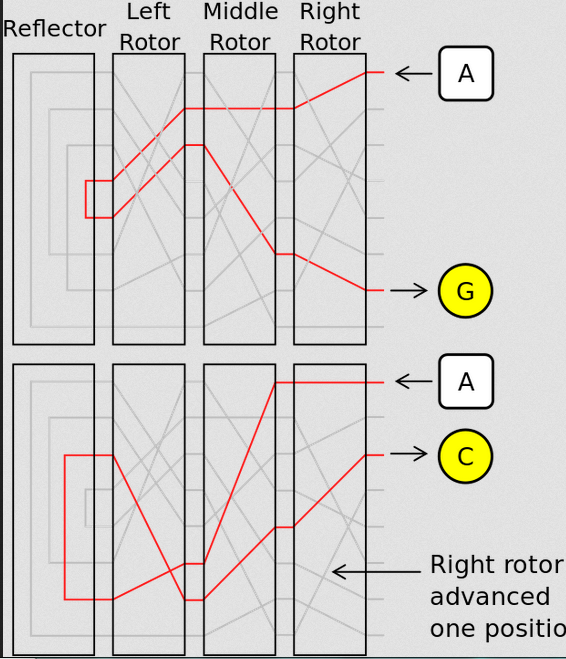 Reflector
Left
Rotor
Middle
Rotor
Right
Rotor
A
G
A
C
Right rotor
advanced
one positio